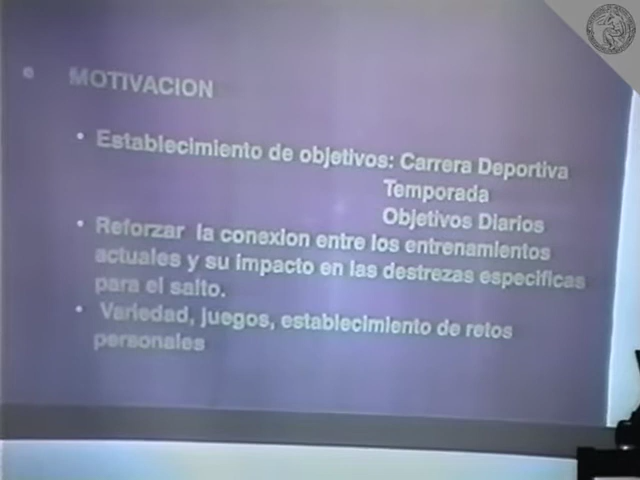 MOTIVACION
• Establecimiento de objetivos: Carrera Deportiva
Temporada
Objetivos Diarios
• Reforzar la conexion entre los entrenamientos
actuales y su impacto en las destrezas especificas
para el salto.
• Variedad, juegos, establecimiento de retos
personales